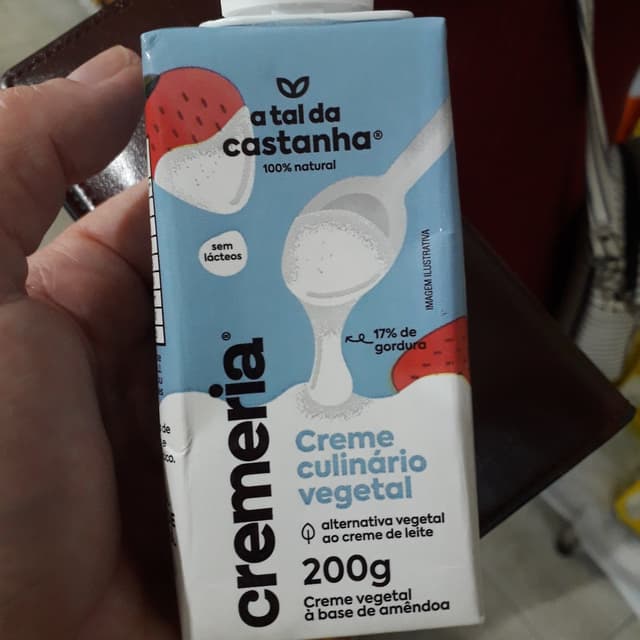 a tal da
castanha®
100% natural
sem
lácteos
IMAGEM ILUSTRATIVA
17% de
gordura
cremeria®
Creme
culinário
vegetal
alternativa vegetal
ao creme de leite
200g
Creme vegetal
à base de amêndoa